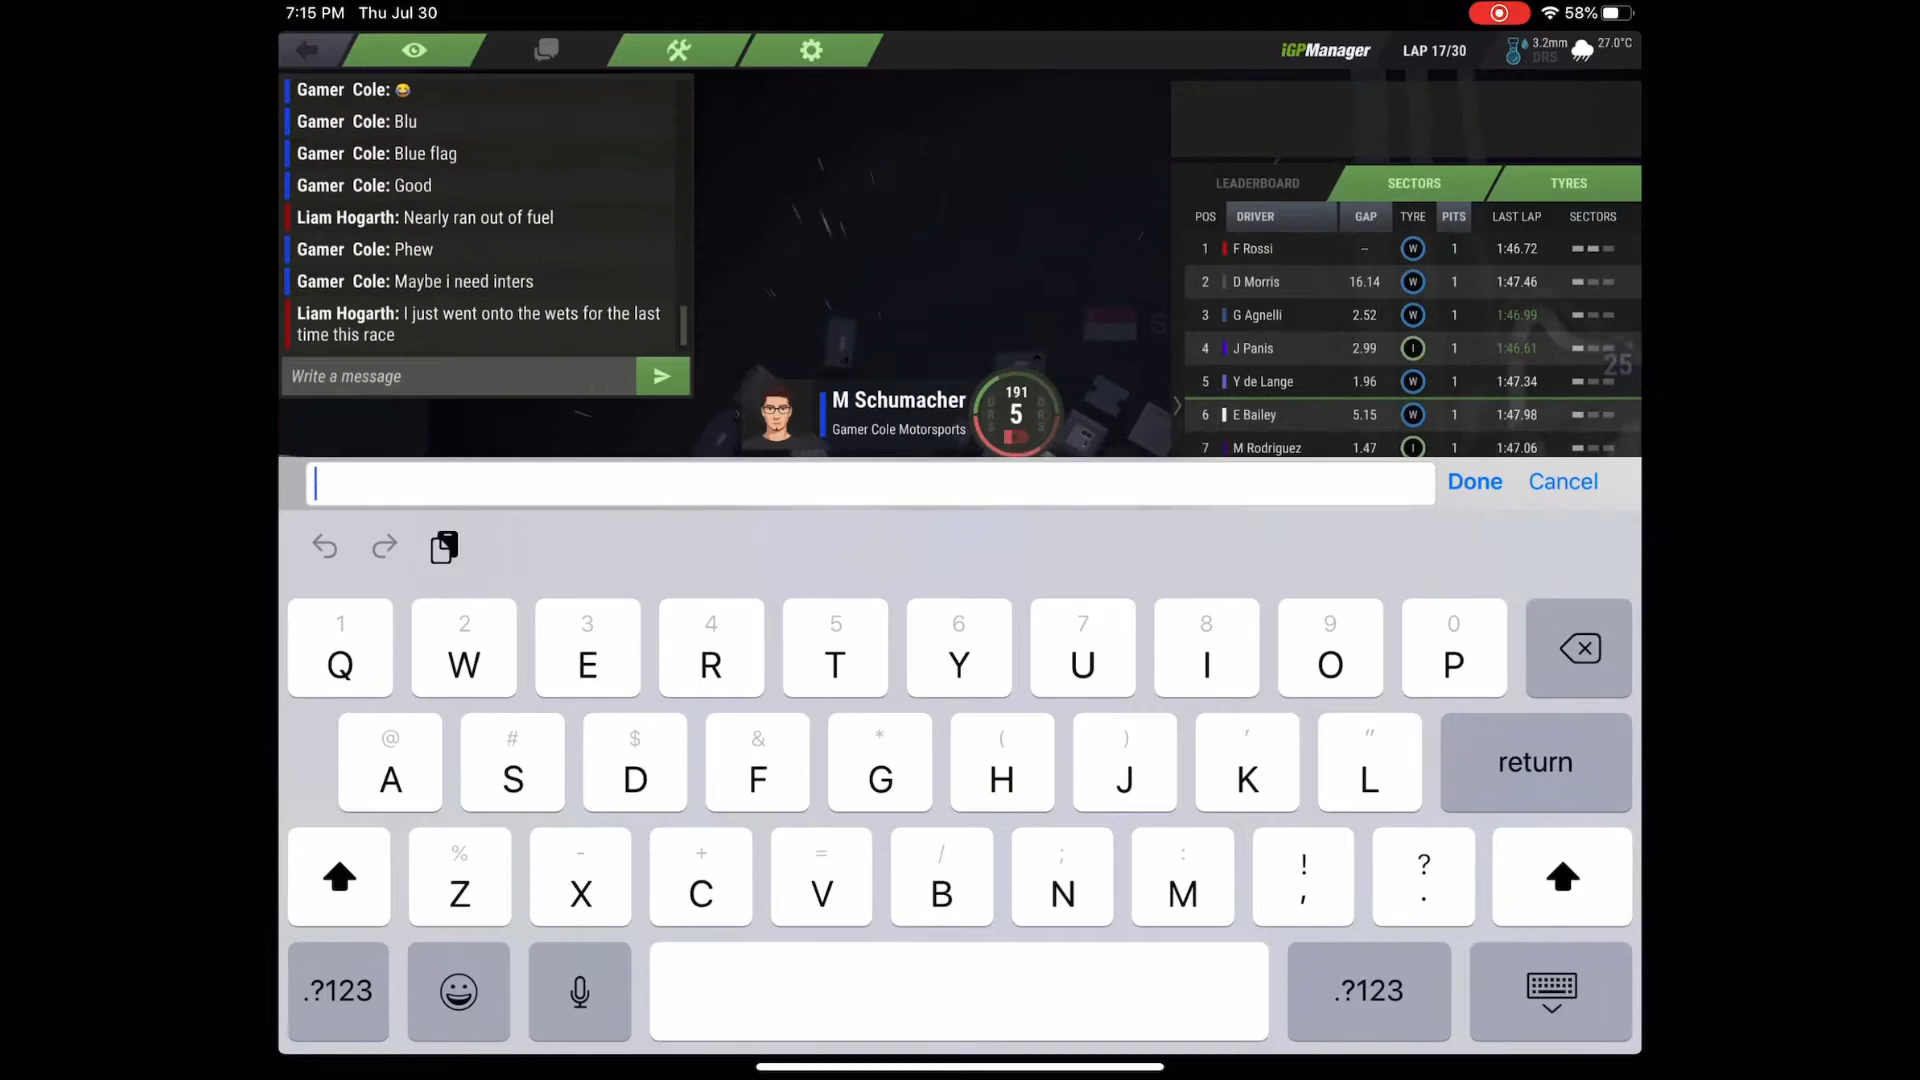 7:15 PM Thu Jul 30
58%
iGPManager LAP 17/30 3.2mm DRS 27.0°C
Gamer Cole: 😂
Gamer Cole: Blu
Gamer Cole: Blue flag
Gamer Cole: Good
Liam Hogarth: Nearly ran out of fuel
Gamer Cole: Phew
Gamer Cole: Maybe i need inters
Liam Hogarth: I just went onto the wets for the last
time this race
Write a message
M Schumacher
Gamer Cole Motorsports
191
5
DRS DRS
LEADERBOARD SECTORS TYRES
POS DRIVER GAP TYRE PITS LAST LAP SECTORS
1 F Rossi -- W 1 1:46.72
2 D Morris 16.14 W 1 1:47.46
3 G Agnelli 2.52 W 1 1:46.99
4 J Panis 2.99 I 1 1:46.61
25
5 Y de Lange 1.96 W 1 1:47.34
6 E Bailey 5.15 W 1 1:47.98
7 M Rodriguez 1.47 I 1 1:47.06
Done Cancel
1 2 3 4 5 6 7 8 9 0
Q W E R T Y U I O P
@ # $ & * ( ) ' "
A S D F G H J K L return
% - + = / ; : ! ?
Z X C V B N M , .
.?123 .?123